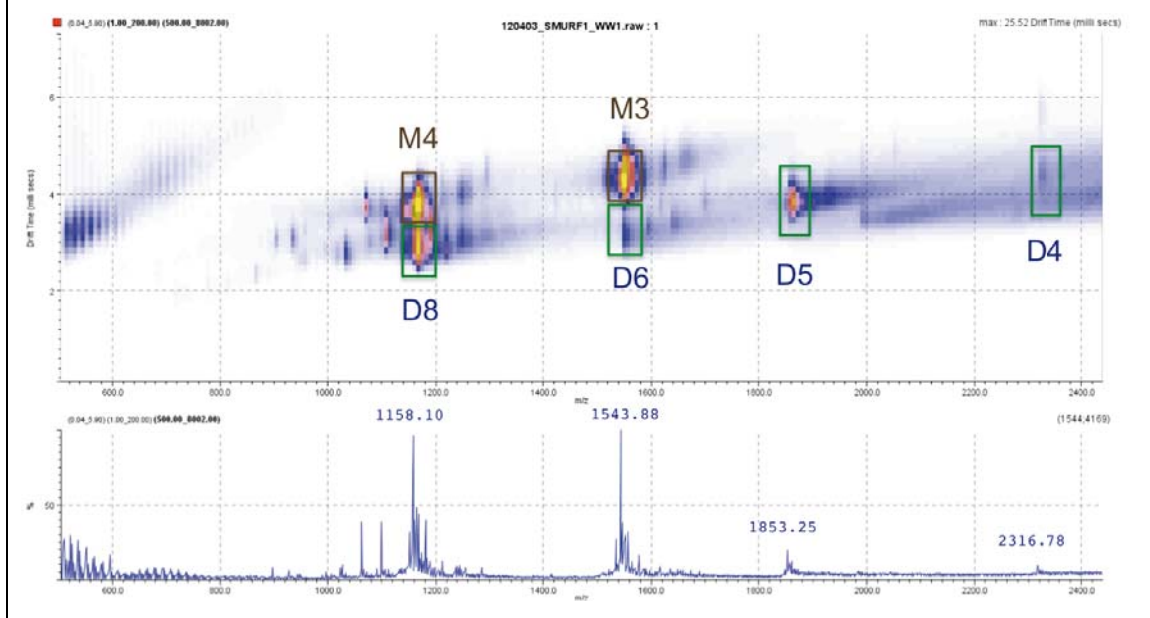 (0.04_5.90) (1.00_200.00) (500.00_8002.00)
120403_SMURF1_WW1.raw : 1
max : 25.52 Drift Time (milli secs)
Drift Time (milli secs)
6
4
2
M4
M3
D8
D6
D5
D4
600.0 800.0 1000.0 1200.0 1400.0 1600.0 1800.0 2000.0 2200.0 2400.0
m/z
(0.04_5.90) (1.00_200.00) (500.00_8002.00)
(1544;4169)
1158.10
1543.88
1853.25
2316.78
%
50
600.0 800.0 1000.0 1200.0 1400.0 1600.0 1800.0 2000.0 2200.0 2400.0
m/z